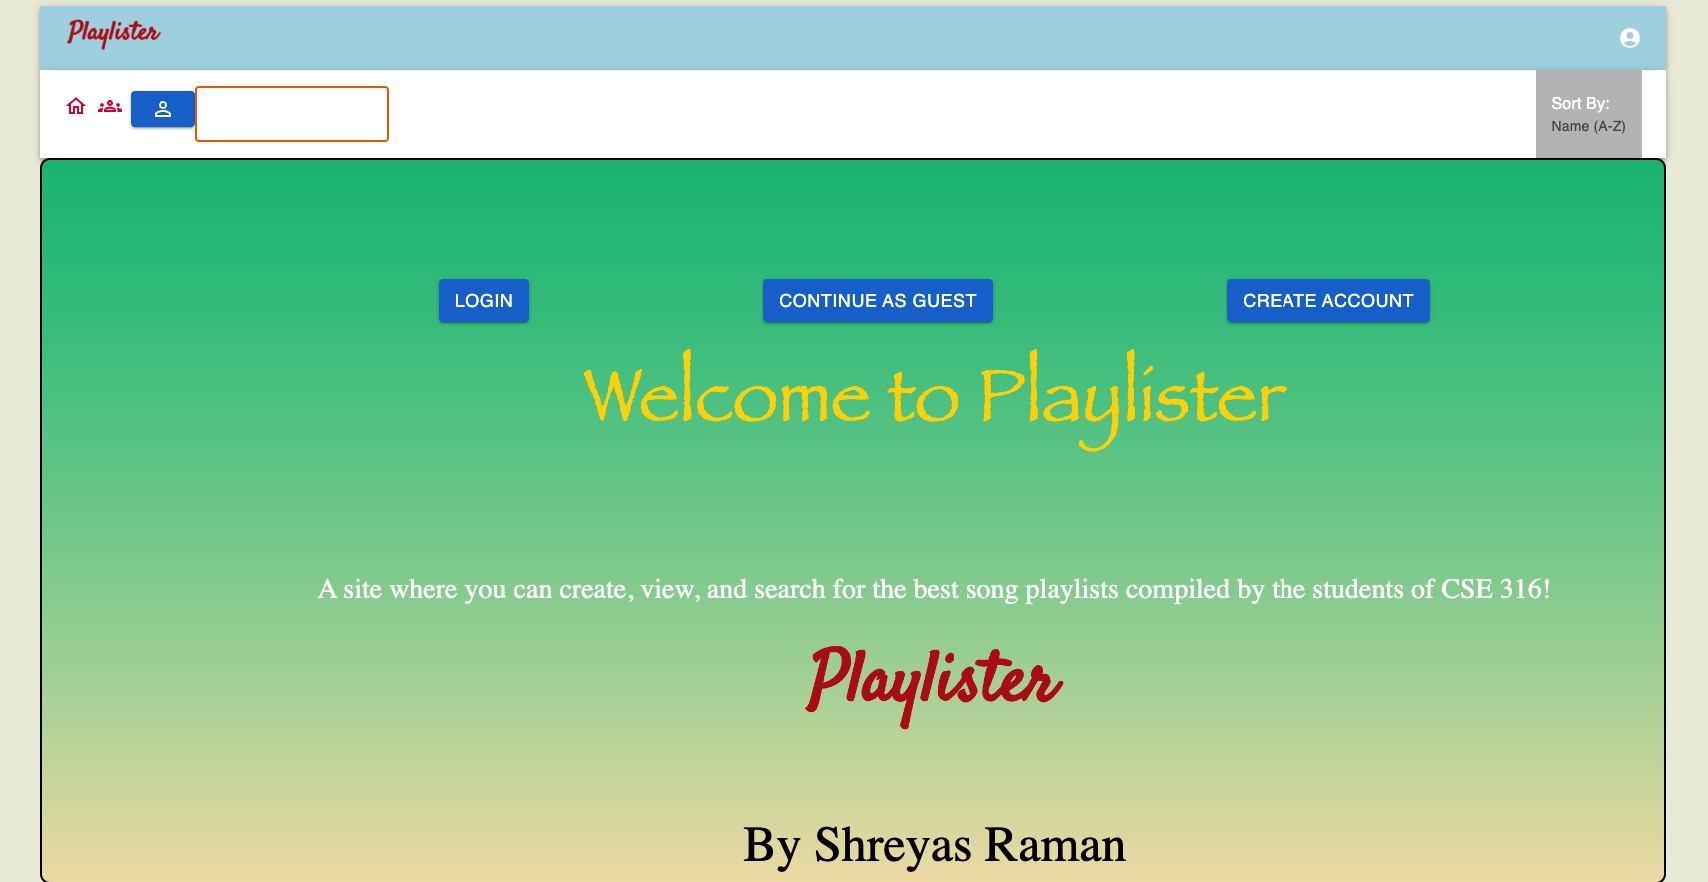 Playlister
Sort By:
Name (A-Z)
LOGIN
CONTINUE AS GUEST
CREATE ACCOUNT
Welcome to Playlister
A site where you can create, view, and search for the best song playlists compiled by the students of CSE 316!
Playlister
By Shreyas Raman